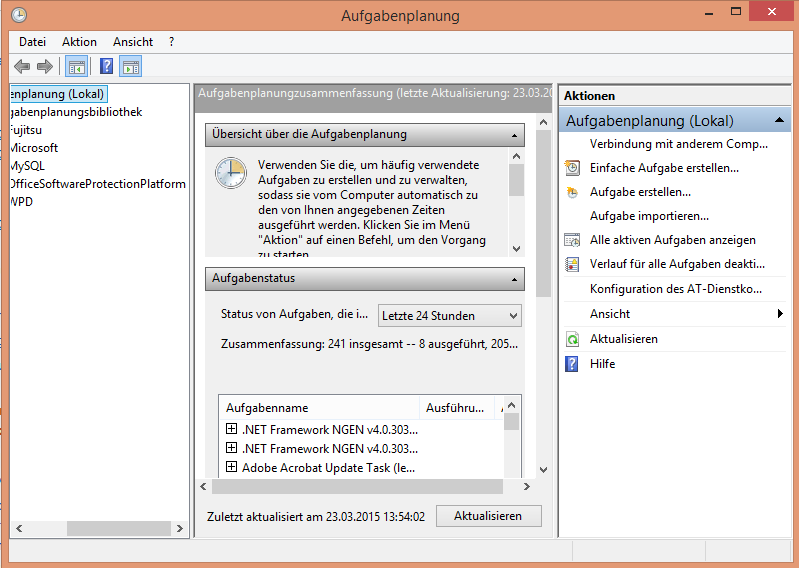 Aufgabenplanung
Datei Aktion Ansicht ?
enplanung (Lokal)
gabenplanungsbibliothek
Fujitsu
Microsoft
MySQL
OfficeSoftwareProtectionPlatform
WPD
Aufgabenplanungzusammenfassung (letzte Aktualisierung: 23.03.20
Übersicht über die Aufgabenplanung
Verwenden Sie die, um häufig verwendete
Aufgaben zu erstellen und zu verwalten,
sodass sie vom Computer automatisch zu
den von Ihnen angegebenen Zeiten
ausgeführt werden. Klicken Sie im Menü
"Aktion" auf einen Befehl, um den Vorgang
zu starten
Aufgabenstatus
Status von Aufgaben, die i... Letzte 24 Stunden
Zusammenfassung: 241 insgesamt -- 8 ausgeführt, 205...
Aufgabenname Ausführu...
.NET Framework NGEN v4.0.303...
.NET Framework NGEN v4.0.303...
Adobe Acrobat Update Task (le...
Zuletzt aktualisiert am 23.03.2015 13:54:02 Aktualisieren
Aktionen
Aufgabenplanung (Lokal)
Verbindung mit anderem Comp...
Einfache Aufgabe erstellen...
Aufgabe erstellen...
Aufgabe importieren...
Alle aktiven Aufgaben anzeigen
Verlauf für alle Aufgaben deakti...
Konfiguration des AT-Dienstko...
Ansicht
Aktualisieren
Hilfe